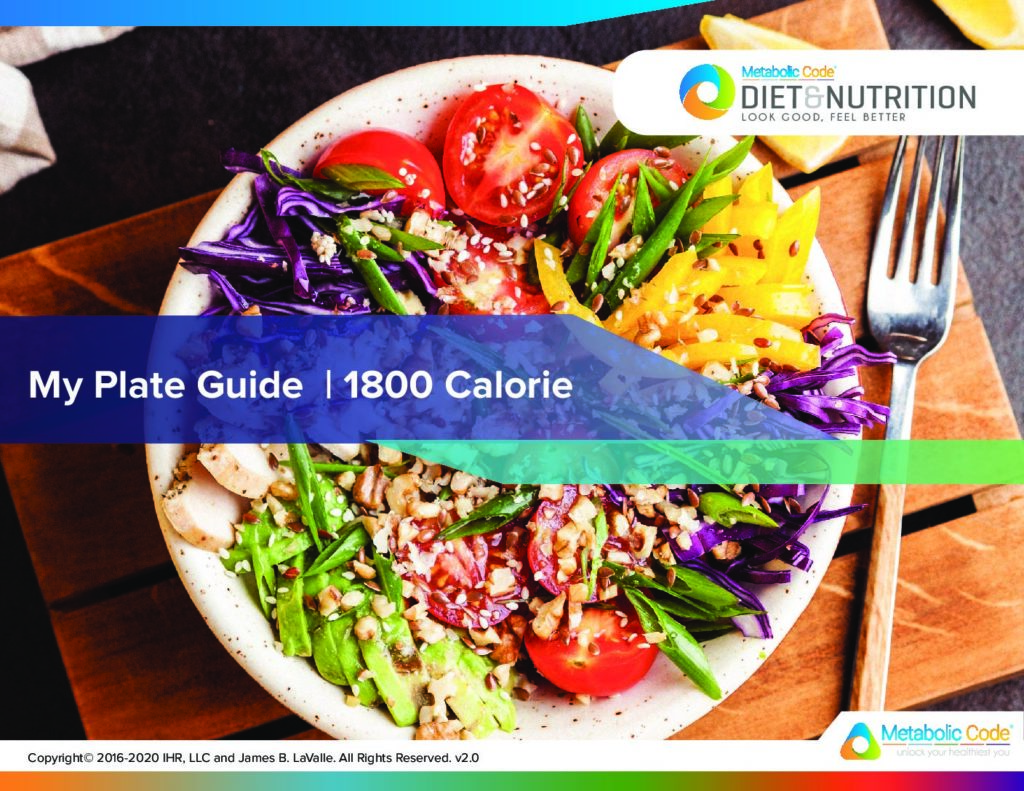 Metabolic Code®
DIET&NUTRITION
LOOK GOOD, FEEL BETTER
My Plate Guide | 1800 Calorie
Metabolic Code®
unlock your healthiest you
Copyright© 2016-2020 IHR, LLC and James B. LaValle. All Rights Reserved. v2.0